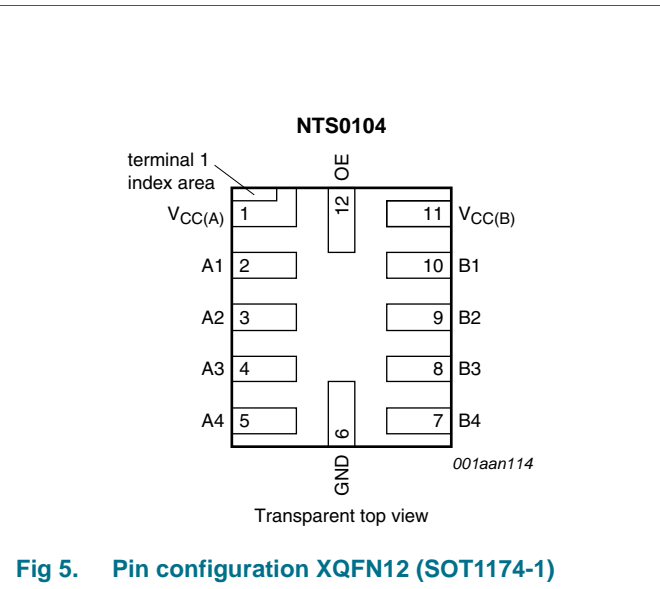 NTS0104
terminal 1
index area
OE
12
VCC(A) 1
11 VCC(B)
A1 2
10 B1
A2 3
9 B2
A3 4
8 B3
A4 5
7 B4
6
GND
001aan114
Transparent top view
Fig 5. Pin configuration XQFN12 (SOT1174-1)